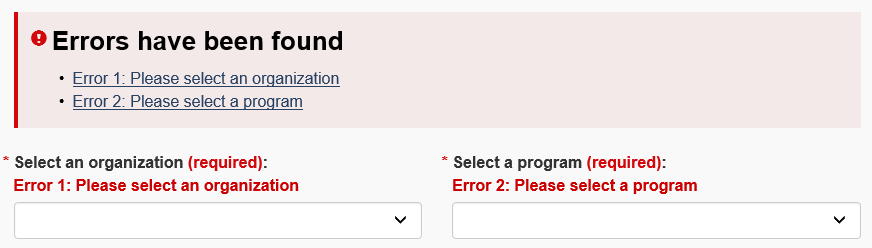 Errors have been found
• Error 1: Please select an organization
• Error 2: Please select a program
* Select an organization (required):
Error 1: Please select an organization
* Select a program (required):
Error 2: Please select a program